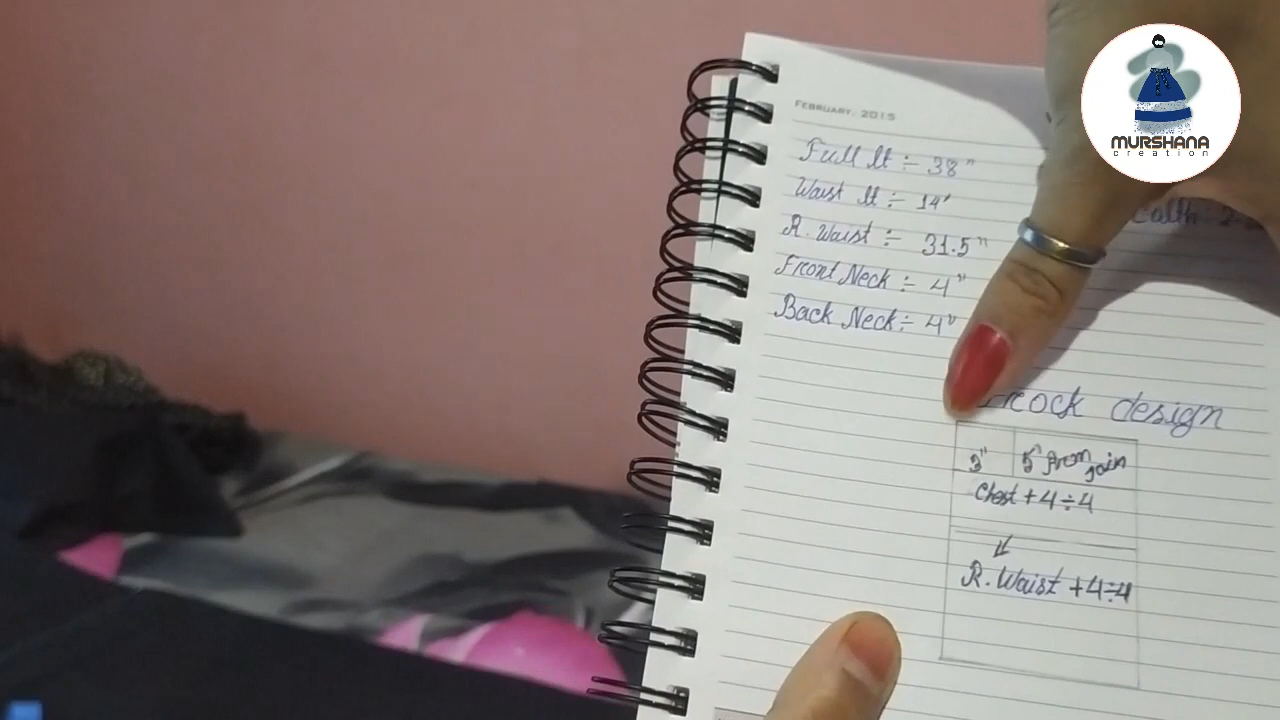 MURSHANA
creation
FEBRUARY, 2015
Full lt ÷ 38"
Waist lt ÷ 14'
R. Waist ÷ 31.5"
Front Neck ÷ 4"
Back Neck ÷ 4"
design
3" 5" from join
Chest + 4 ÷ 4
R. Waist + 4 ÷ 4